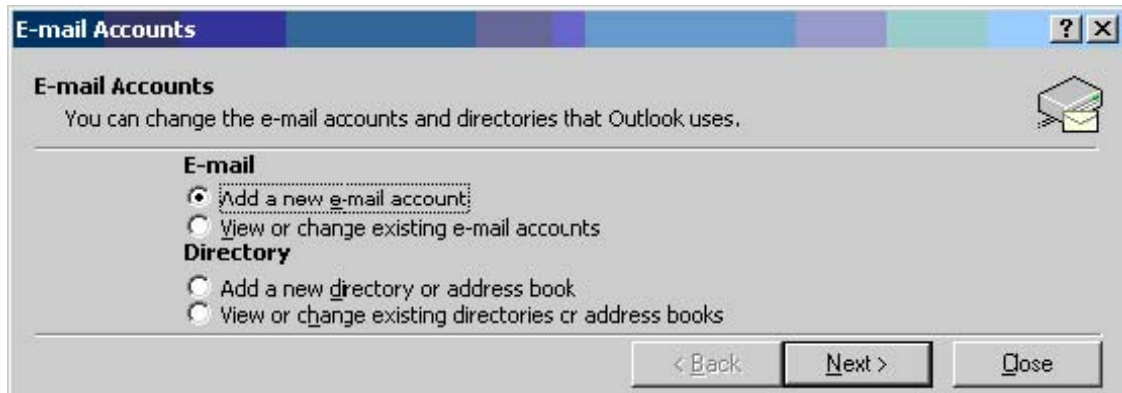 E-mail Accounts
E-mail Accounts
You can change the e-mail accounts and directories that Outlook uses.
E-mail
Add a new e-mail account
View or change existing e-mail accounts
Directory
Add a new directory or address book
View or change existing directories or address books
< Back Next > Close